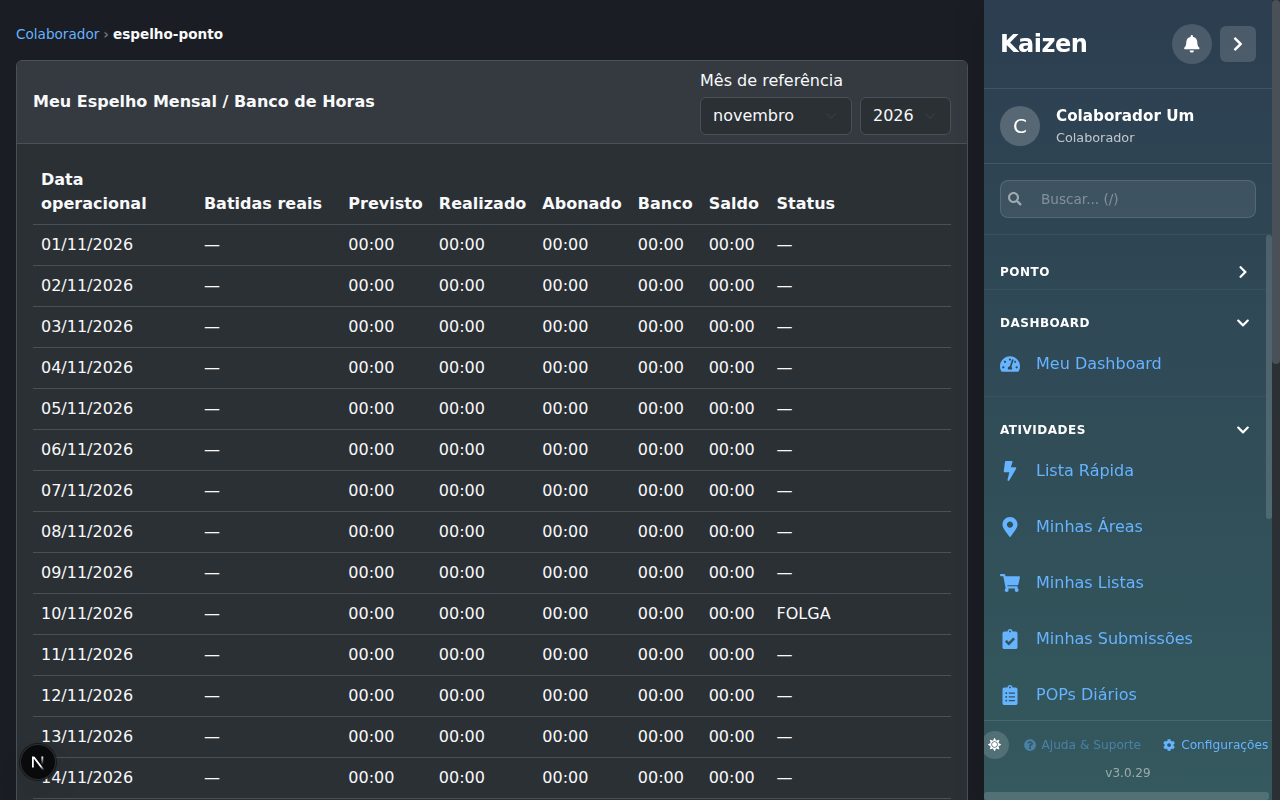 Colaborador › espelho-ponto
Meu Espelho Mensal / Banco de Horas
Mês de referência
novembro 2026
Data operacional Batidas reais Previsto Realizado Abonado Banco Saldo Status
01/11/2026 — 00:00 00:00 00:00 00:00 00:00 —
02/11/2026 — 00:00 00:00 00:00 00:00 00:00 —
03/11/2026 — 00:00 00:00 00:00 00:00 00:00 —
04/11/2026 — 00:00 00:00 00:00 00:00 00:00 —
05/11/2026 — 00:00 00:00 00:00 00:00 00:00 —
06/11/2026 — 00:00 00:00 00:00 00:00 00:00 —
07/11/2026 — 00:00 00:00 00:00 00:00 00:00 —
08/11/2026 — 00:00 00:00 00:00 00:00 00:00 —
09/11/2026 — 00:00 00:00 00:00 00:00 00:00 —
10/11/2026 — 00:00 00:00 00:00 00:00 00:00 FOLGA
11/11/2026 — 00:00 00:00 00:00 00:00 00:00 —
12/11/2026 — 00:00 00:00 00:00 00:00 00:00 —
13/11/2026 — 00:00 00:00 00:00 00:00 00:00 —
14/11/2026 — 00:00 00:00 00:00 00:00 00:00 —
N
Kaizen
C
Colaborador Um
Colaborador
Buscar... (/)
PONTO
DASHBOARD
Meu Dashboard
ATIVIDADES
Lista Rápida
Minhas Áreas
Minhas Listas
Minhas Submissões
POPs Diários
Ajuda & Suporte Configurações
v3.0.29